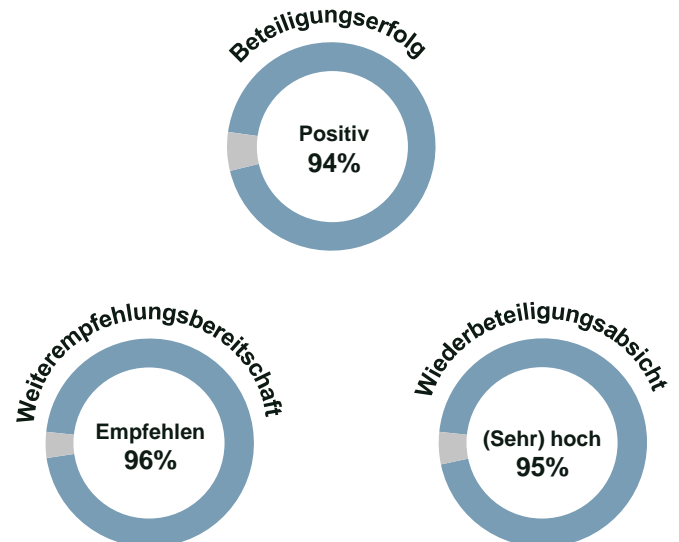 Beteiligungserfolg
Positiv
94%
Weiterempfehlungsbereitschaft
Empfehlen
96%
Wiederbeteiligungsabsicht
(Sehr) hoch
95%